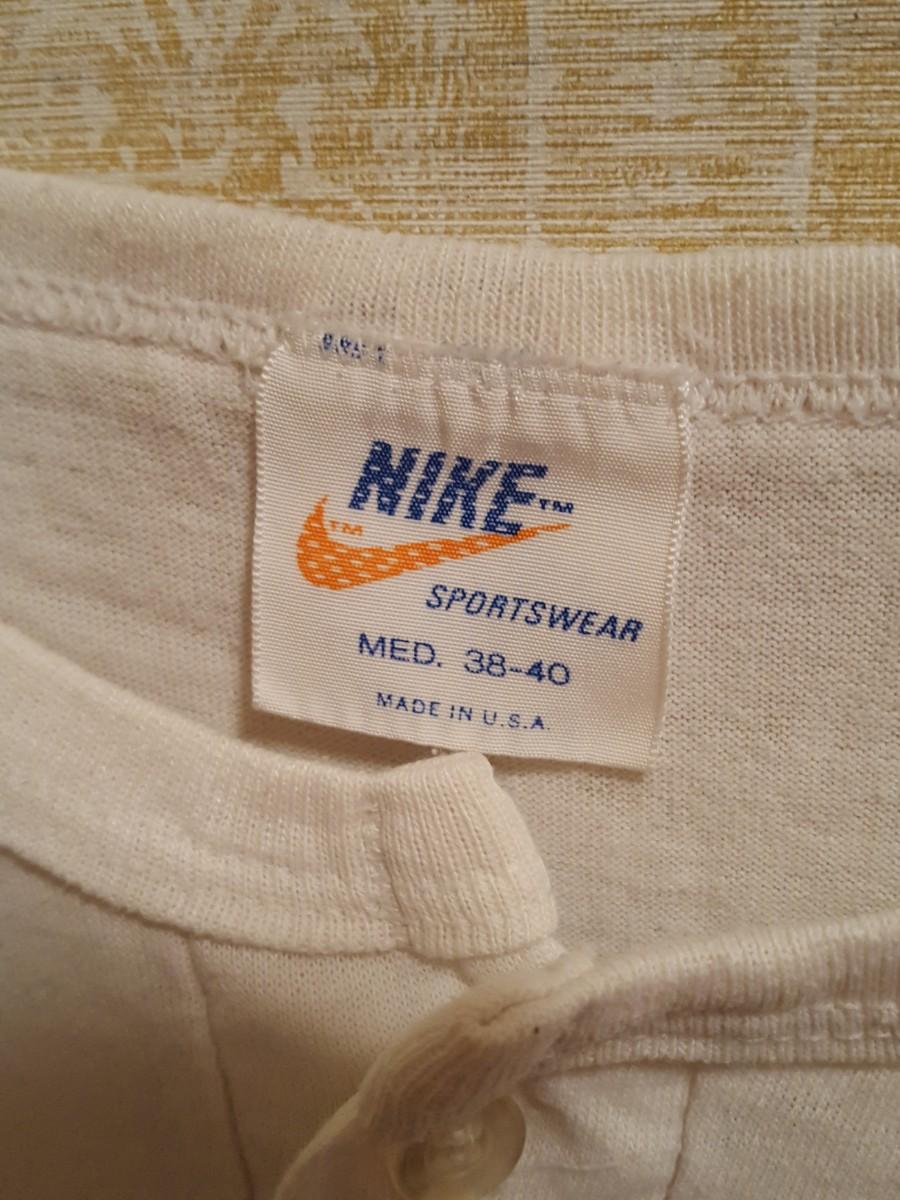 NIKE™
™
SPORTSWEAR
MED. 38-40
MADE IN U.S.A.